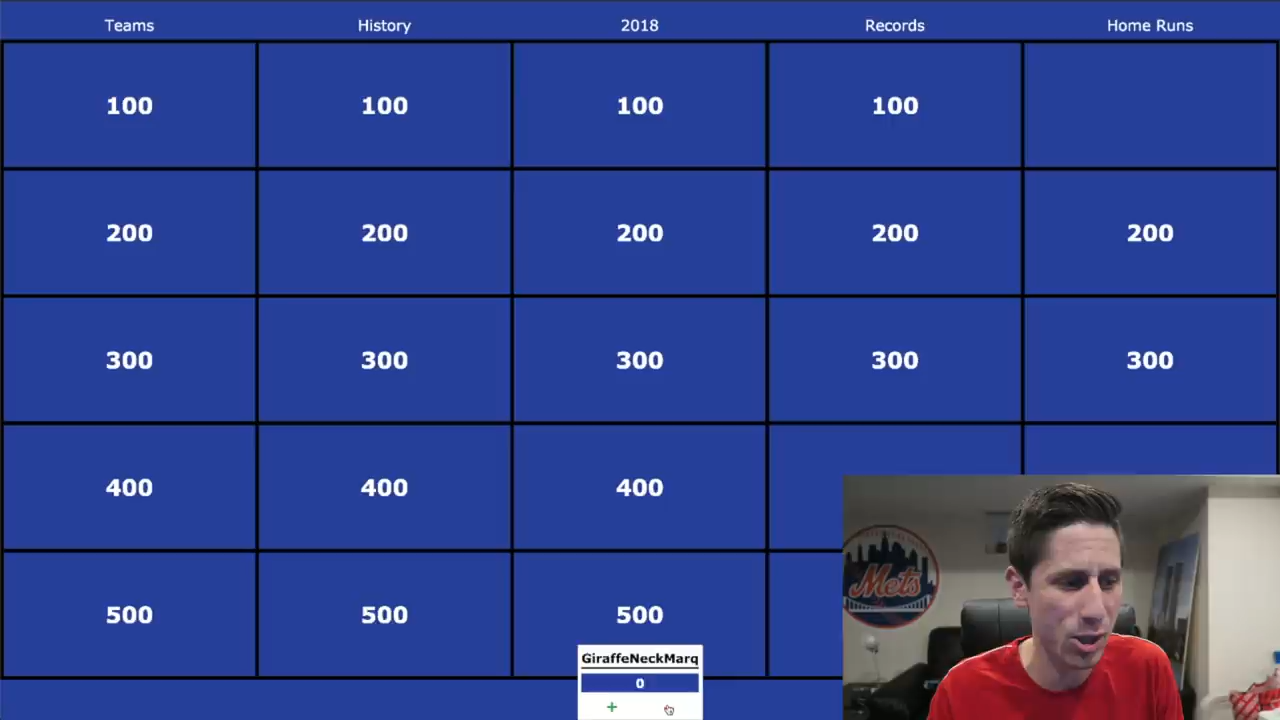 Teams History 2018 Records Home Runs
100 100 100 100
200 200 200 200 200
300 300 300 300 300
400 400 400
500 500 500
Mets
GiraffeNeckMarq
0
+